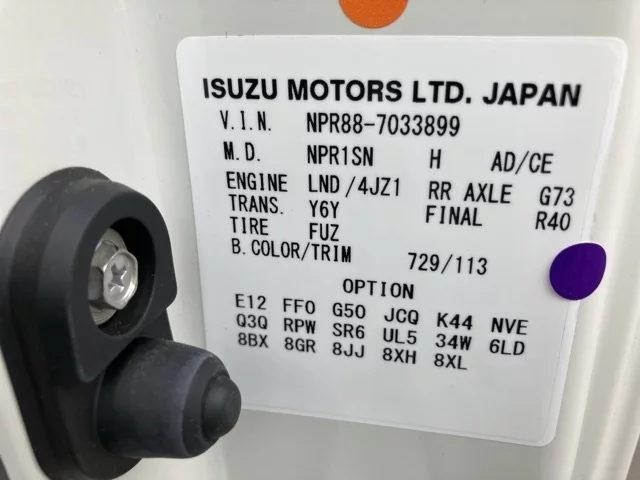 ISUZU MOTORS LTD. JAPAN
V.I.N. NPR88-7033899
M.D. NPR1SN H AD/CE
ENGINE LND/4JZ1 RR AXLE G73
TRANS. Y6Y FINAL R40
TIRE FUZ
B.COLOR/TRIM 729/113
OPTION
E12 FF0 G50 JCQ K44 NVE
Q3Q RPW SR6 UL5 34W 6LD
8BX 8GR 8JJ 8XH 8XL